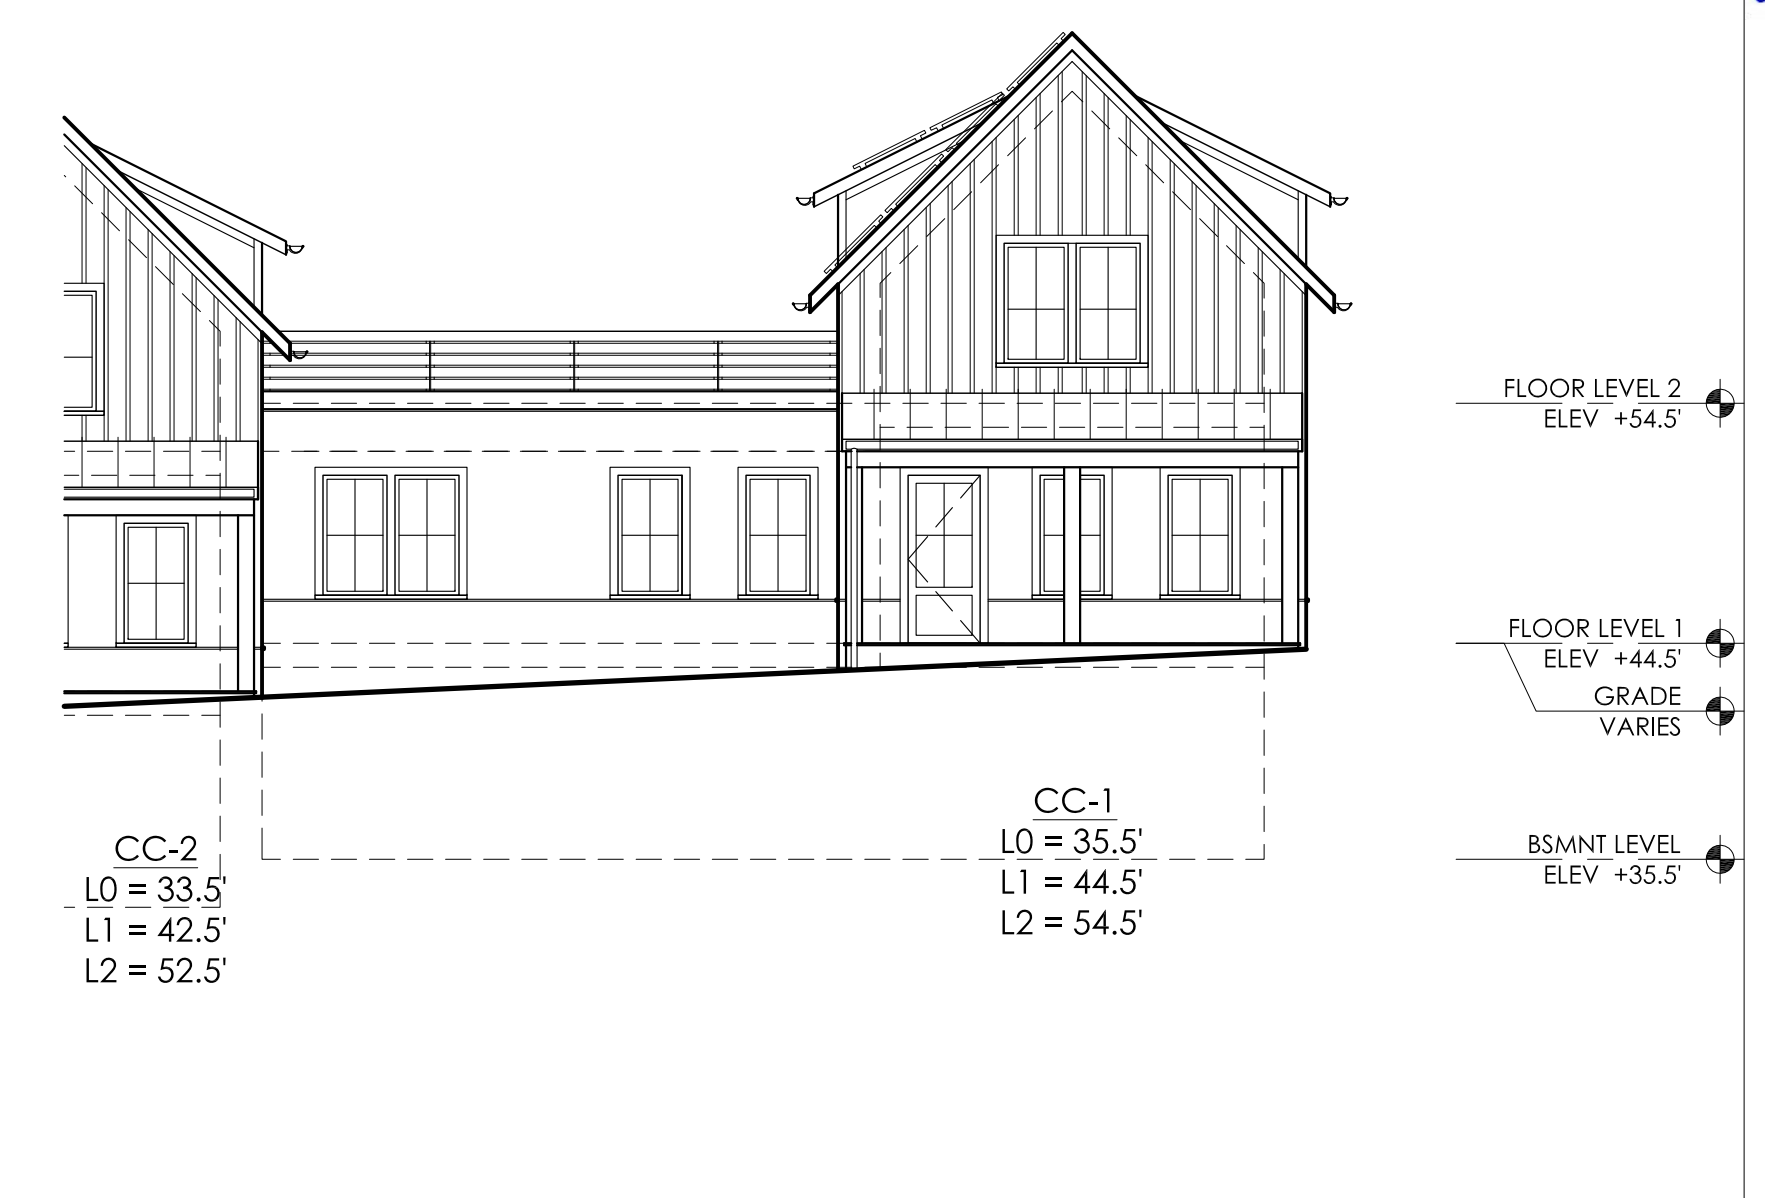 FLOOR LEVEL 2
ELEV +54.5'
FLOOR LEVEL 1
ELEV +44.5'
GRADE
VARIES
CC-1
L0 = 35.5'
L1 = 44.5'
L2 = 54.5'
CC-2
L0 = 33.5'
L1 = 42.5'
L2 = 52.5'
BSMNT LEVEL
ELEV +35.5'